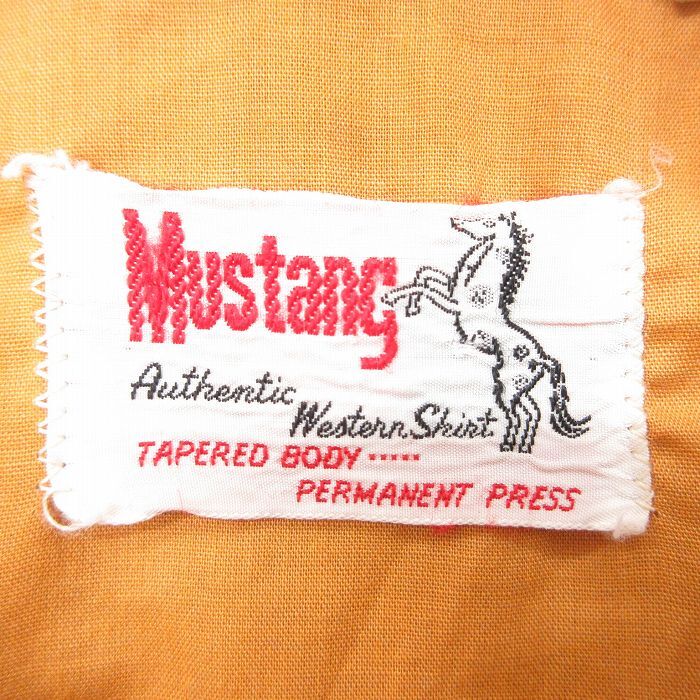 Mustang
Authentic
Western Shirt
TAPERED BODY .....
PERMANENT PRESS